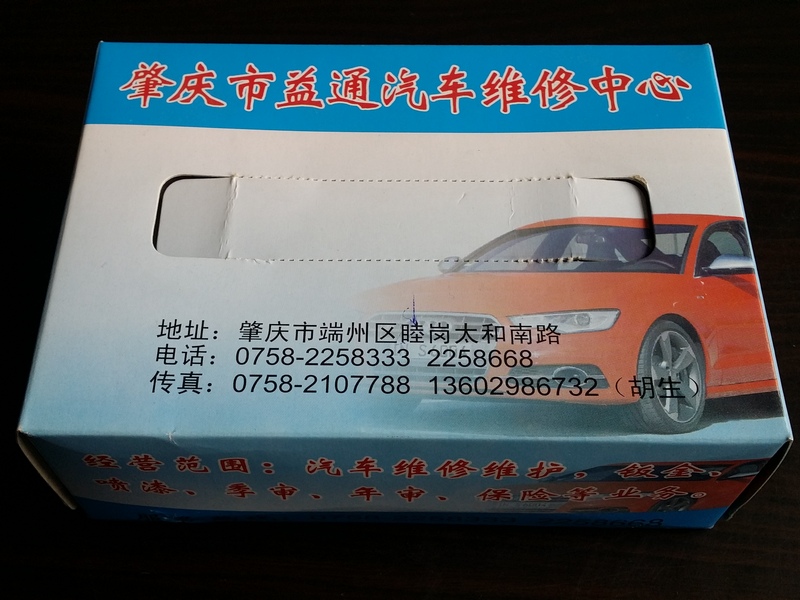 肇庆市益通汽车维修中心
地址：肇庆市端州区睦岗太和南路
电话：0758-2258333 2258668
传真：0758-2107788 13602986732（胡生）
经营范围：汽车维修维护、钣金、
喷漆、季审、年审、保险等业务。